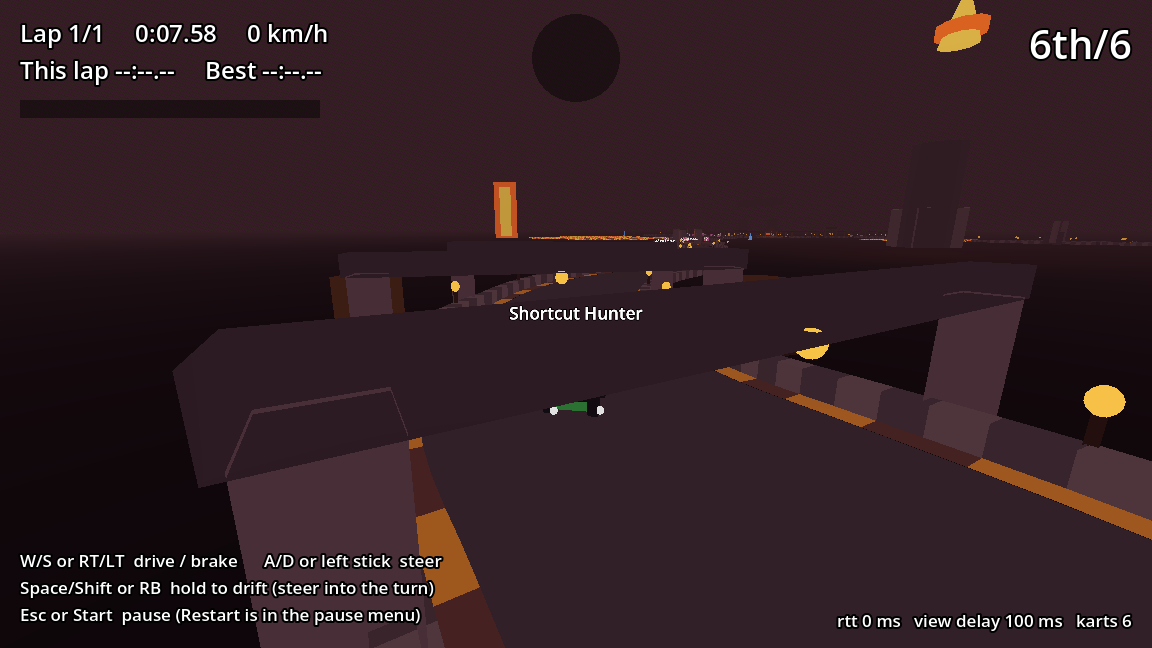 Lap 1/1 0:07.58 0 km/h
This lap --:--.-- Best --:--.--
6th/6
Shortcut Hunter
W/S or RT/LT drive / brake A/D or left stick steer
Space/Shift or RB hold to drift (steer into the turn)
Esc or Start pause (Restart is in the pause menu)
rtt 0 ms view delay 100 ms karts 6